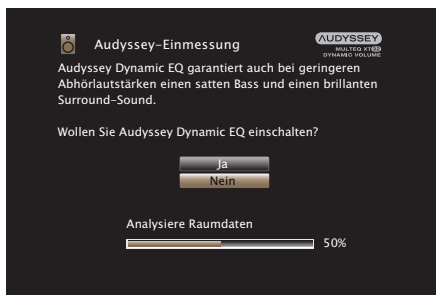 Audyssey-Einmessung
AUDYSSEY
MULTEQ XT32
DYNAMIC VOLUME
Audyssey Dynamic EQ garantiert auch bei geringeren
Abhörlautstärken einen satten Bass und einen brillanten
Surround-Sound.
Wollen Sie Audyssey Dynamic EQ einschalten?
Ja
Nein
Analysiere Raumdaten
50%